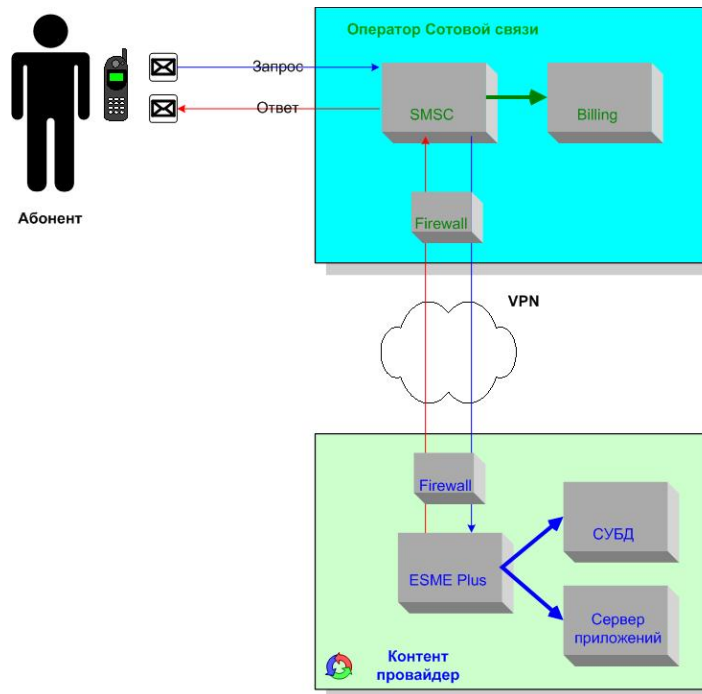 Оператор Сотовой связи
Запрос
Ответ
SMSC
Billing
Абонент
Firewall
VPN
Firewall
ESME Plus
СУБД
Сервер
приложений
Контент
провайдер